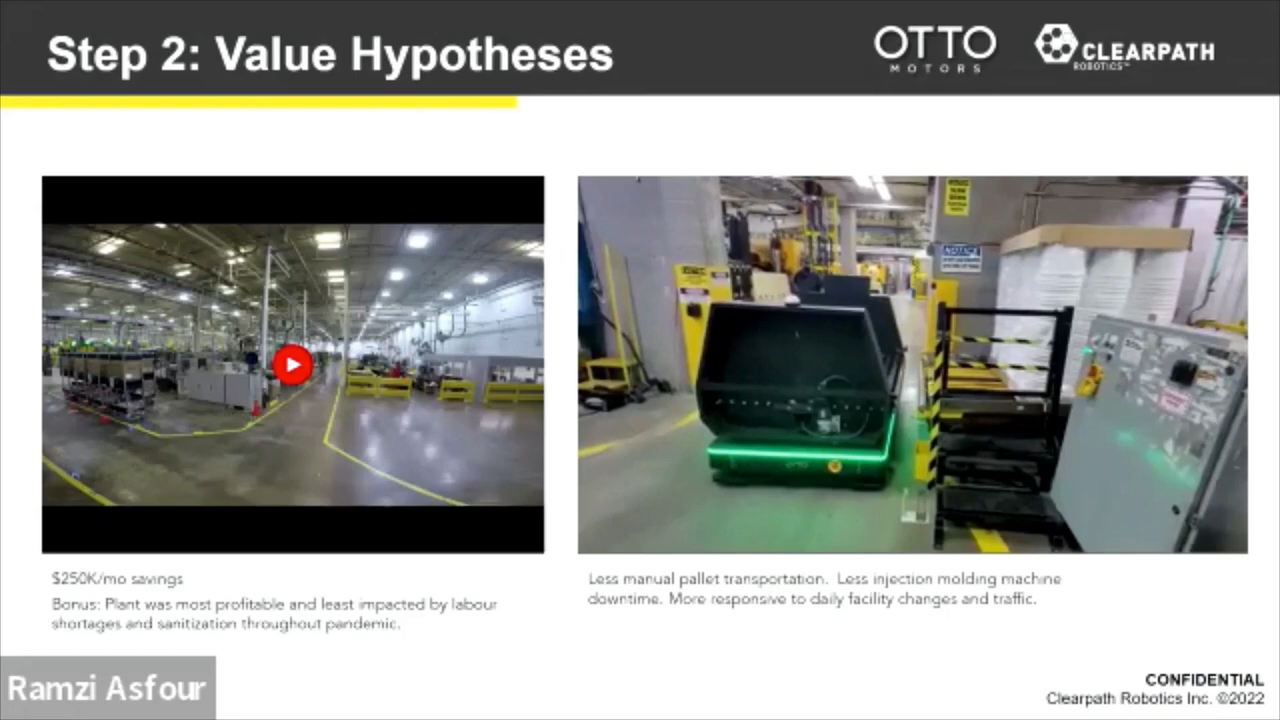 Step 2: Value Hypotheses
OTTO
MOTORS
CLEARPATH
ROBOTICS™
NOTICE
$250K/mo savings
Bonus: Plant was most profitable and least impacted by labour
shortages and sanitization throughout pandemic.
Less manual pallet transportation. Less injection molding machine
downtime. More responsive to daily facility changes and traffic.
Ramzi Asfour
CONFIDENTIAL
Clearpath Robotics Inc. ©2022